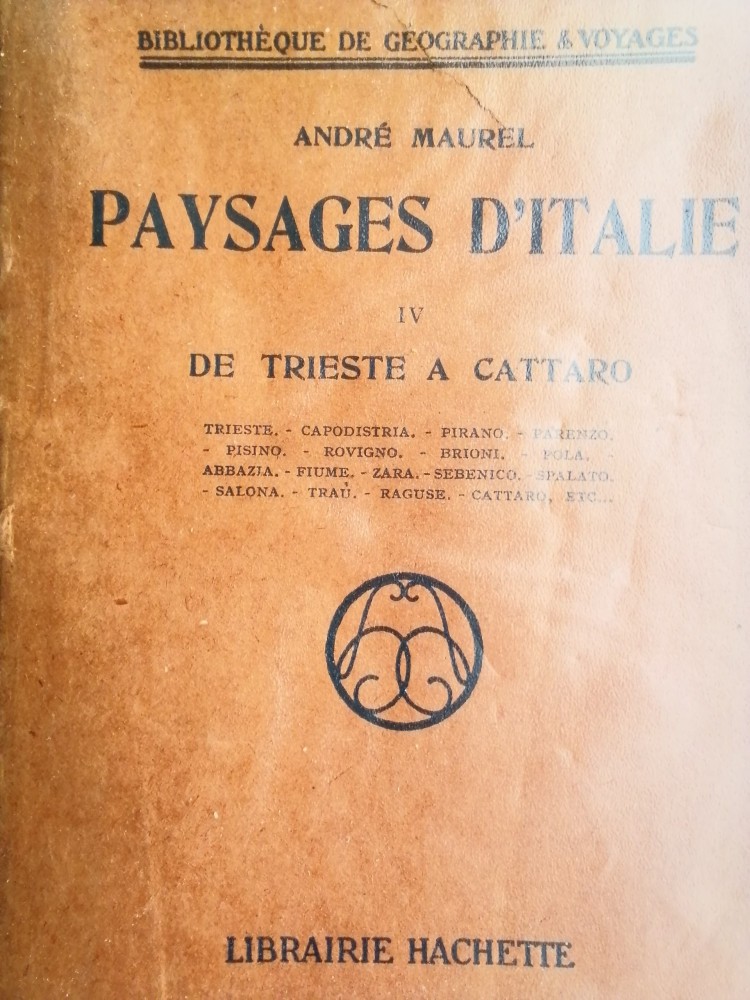 BIBLIOTHÈQUE DE GÉOGRAPHIE & VOYAGES
ANDRÉ MAUREL
PAYSAGES D'ITALIE
IV
DE TRIESTE A CATTARO
TRIESTE. - CAPODISTRIA. - PIRANO. - PARENZO.
- PISINO. - ROVIGNO. - BRIONI. - POLA. -
ABBAZIA. - FIUME. - ZARA. - SEBENICO. - SPALATO.
- SALONA. - TRAÙ. - RAGUSE. - CATTARO, ETC...
LIBRAIRIE HACHETTE